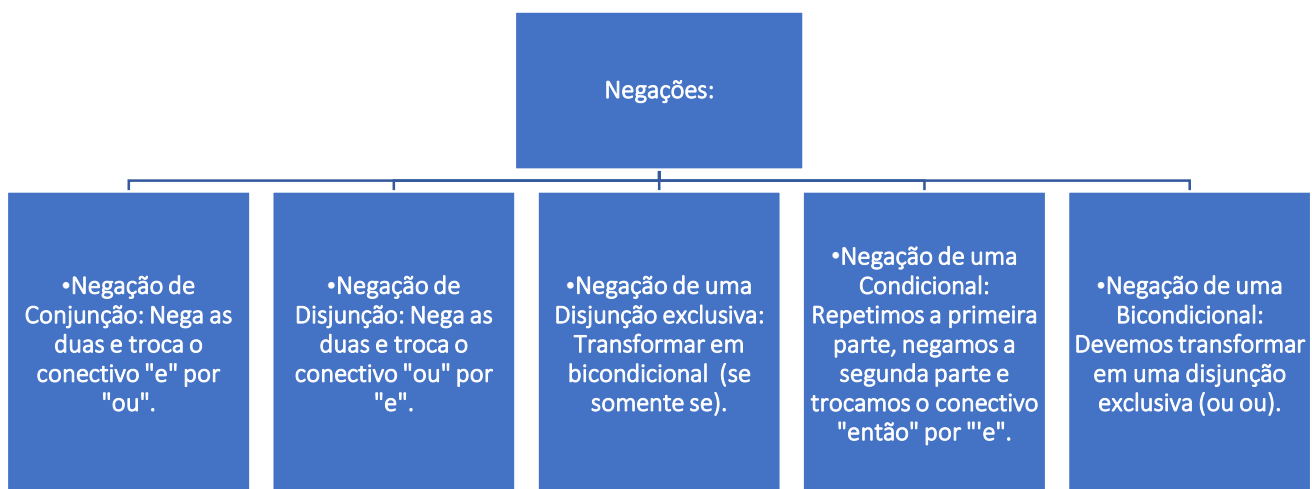 Negações:
•Negação de
Conjunção: Nega as
duas e troca o
conectivo "e" por
"ou".
•Negação de
Disjunção: Nega as
duas e troca o
conectivo "ou" por
"e".
•Negação de uma
Disjunção exclusiva:
Transformar em
bicondicional (se
somente se).
•Negação de uma
Condicional:
Repetimos a primeira
parte, negamos a
segunda parte e
trocamos o conectivo
"então" por "'e".
•Negação de uma
Bicondicional:
Devemos transformar
em uma disjunção
exclusiva (ou ou).